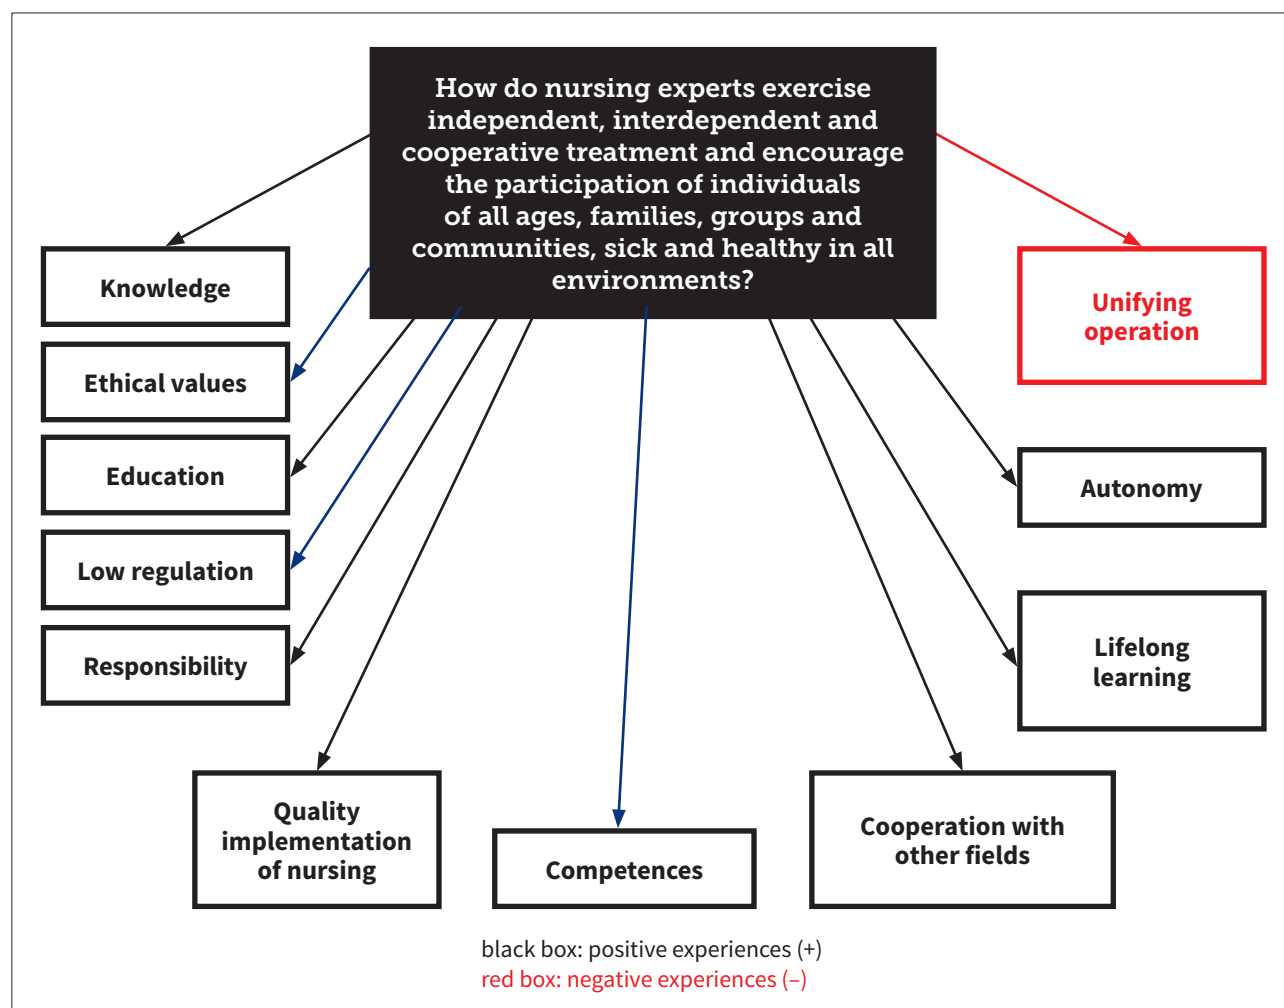 How do nursing experts exercise
independent, interdependent and
cooperative treatment and encourage
the participation of individuals
of all ages, families, groups and
communities, sick and healthy in all
environments?
Knowledge
Ethical values
Education
Low regulation
Responsibility
Quality
implementation
of nursing
Competences
Cooperation with
other fields
Unifying
operation
Autonomy
Lifelong
learning
black box: positive experiences (+)
red box: negative experiences (–)